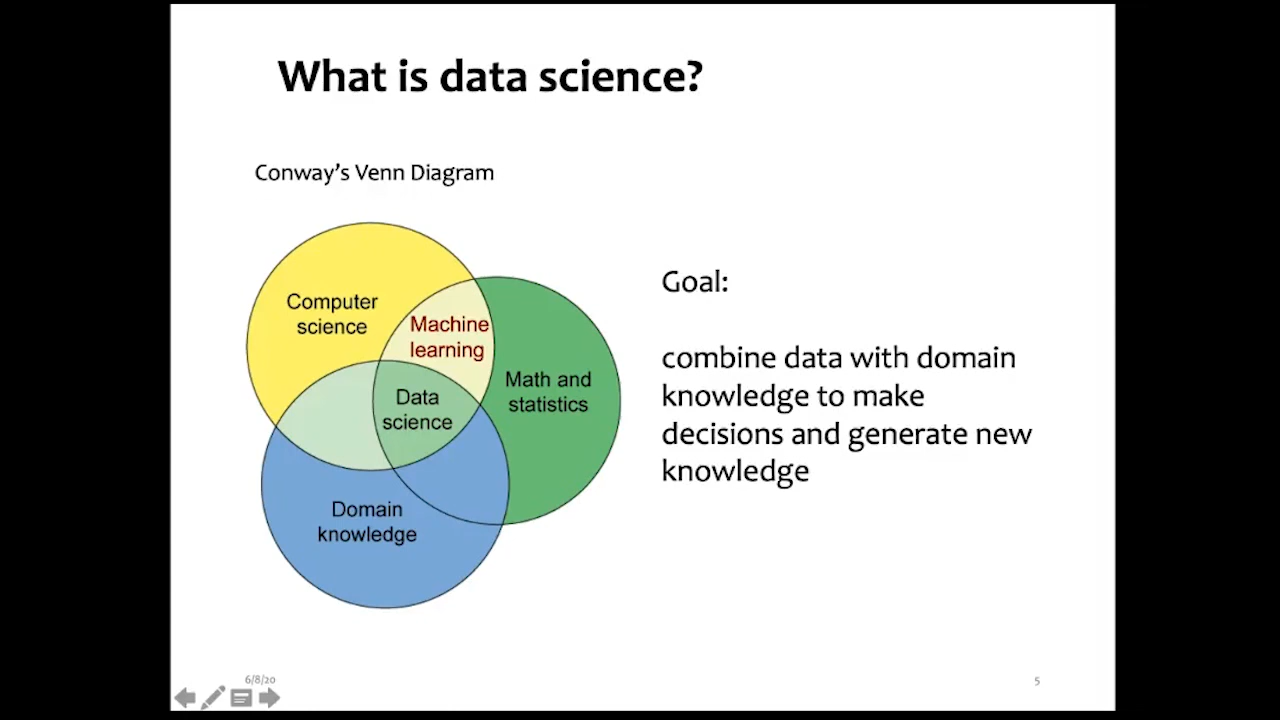 What is data science?
Conway's Venn Diagram
Computer
science
Machine
learning
Math and
statistics
Data
science
Domain
knowledge
Goal:
combine data with domain
knowledge to make
decisions and generate new
knowledge
6/8/20
5